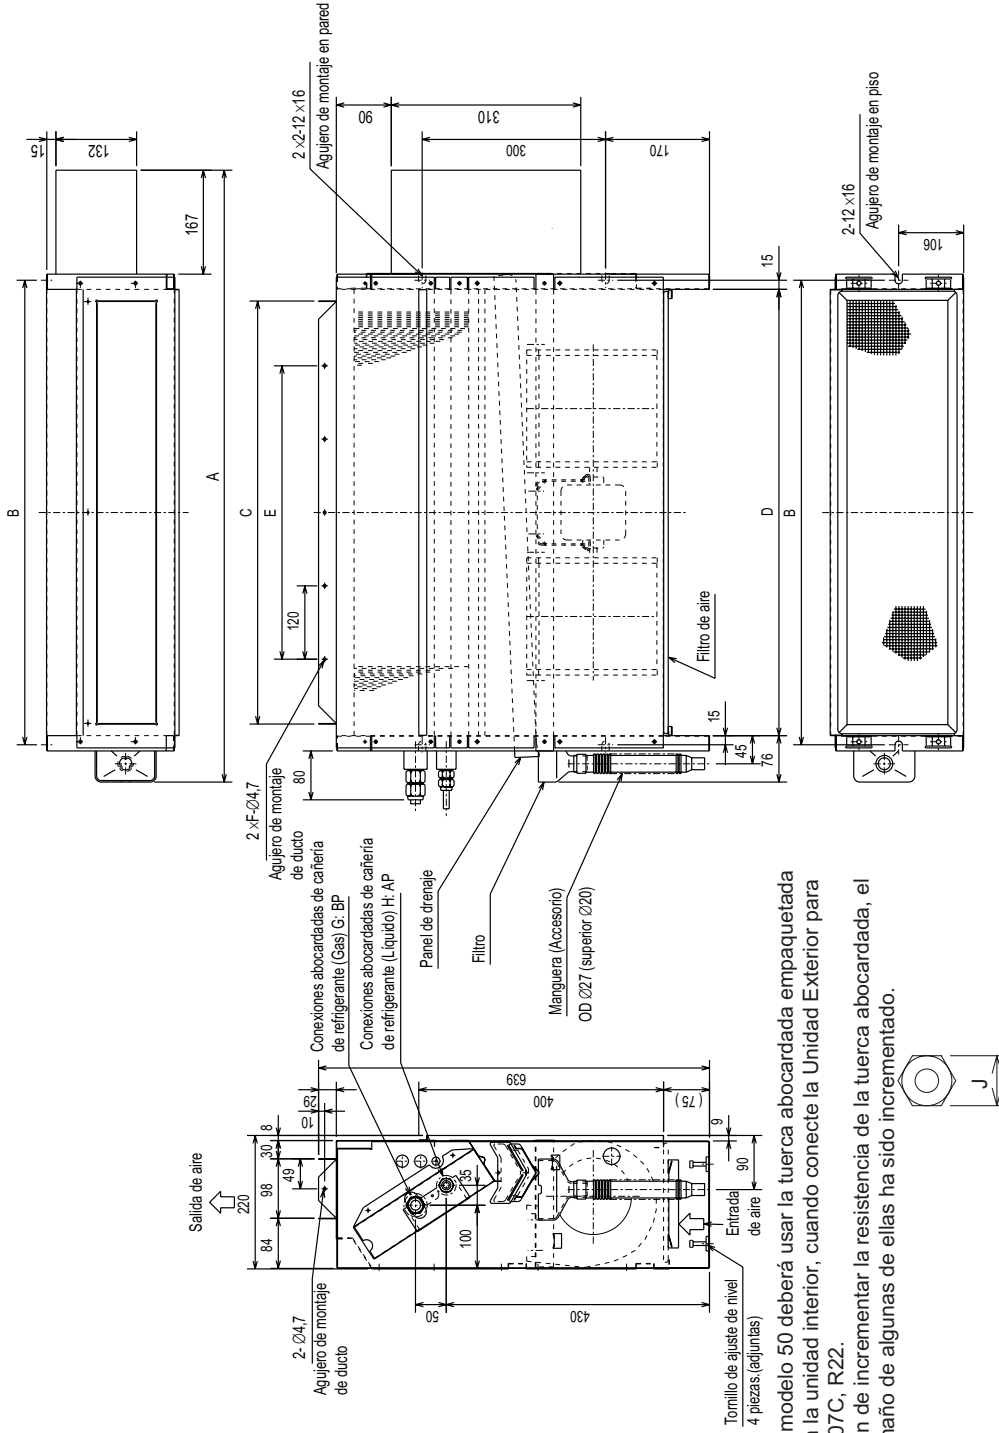 15
132
B
A
167
2 ×2-12 ×16
Agujero de montaje en pared
90
310
300
170
C
E
120
2 ×F-Ø4,7
Agujero de montaje
de ducto
80
Panel de drenaje
Filtro
Manguera (Accesorio)
OD Ø27 (superior Ø20)
Filtro de aire
15
45
76
15
D
B
2-12 ×16
Agujero de montaje en piso
106
Salida de aire
220
84
98
30
8
49
10
29
2- Ø4,7
Agujero de montaje
de ducto
Conexiones abocardadas de cañería
de refrigerante (Gas) G: BP
Conexiones abocardadas de cañería
de refrigerante (Líquido) H: AP
639
400
(75)
35
100
50
430
9
90
Entrada
de aire
Tornillo de ajuste de nivel
4 piezas.(adjuntas)
modelo 50 deberá usar la tuerca abocardada empaquetada
la unidad interior, cuando conecte la Unidad Exterior para
07C, R22.
n de incrementar la resistencia de la tuerca abocardada, el
maño de algunas de ellas ha sido incrementado.
J